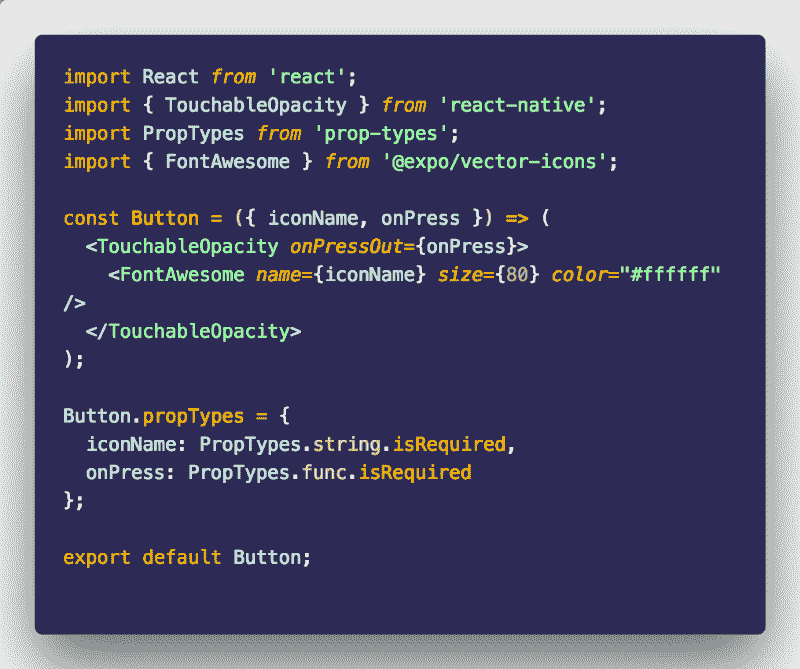 import React from 'react';
import { TouchableOpacity } from 'react-native';
import PropTypes from 'prop-types';
import { FontAwesome } from '@expo/vector-icons';

const Button = ({ iconName, onPress }) => (
  <TouchableOpacity onPressOut={onPress}>
    <FontAwesome name={iconName} size={80} color="#ffffff"
/>
  </TouchableOpacity>
);

Button.propTypes = {
  iconName: PropTypes.string.isRequired,
  onPress: PropTypes.func.isRequired
};

export default Button;